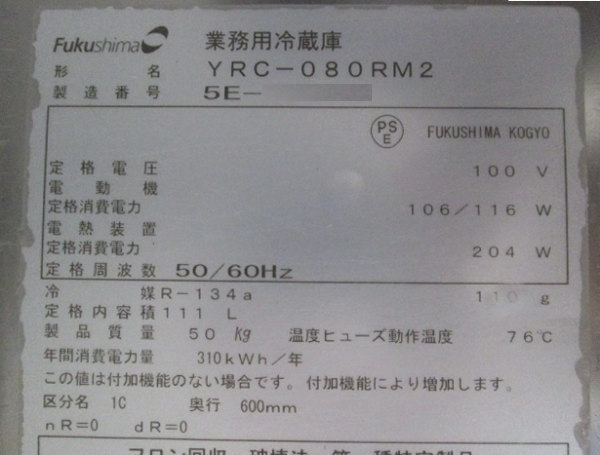 Fukushima 業務用冷蔵庫
形名 YRC-080RM2
製造番号 5E-
PSE FUKUSHIMA KOGYO
定格電圧 100 V
電動機
定格消費電力 106/116 W
電熱装置
定格消費電力 204 W
定格周波数 50/60Hz
冷媒 R-134a 110 g
定格内容積 111 L
製品質量 50 kg 温度ヒューズ動作温度 76℃
年間消費電力量 310kWh/年
この値は付加機能のない場合です。付加機能により増加します。
区分名 1C 奥行 600mm
nR=0 dR=0